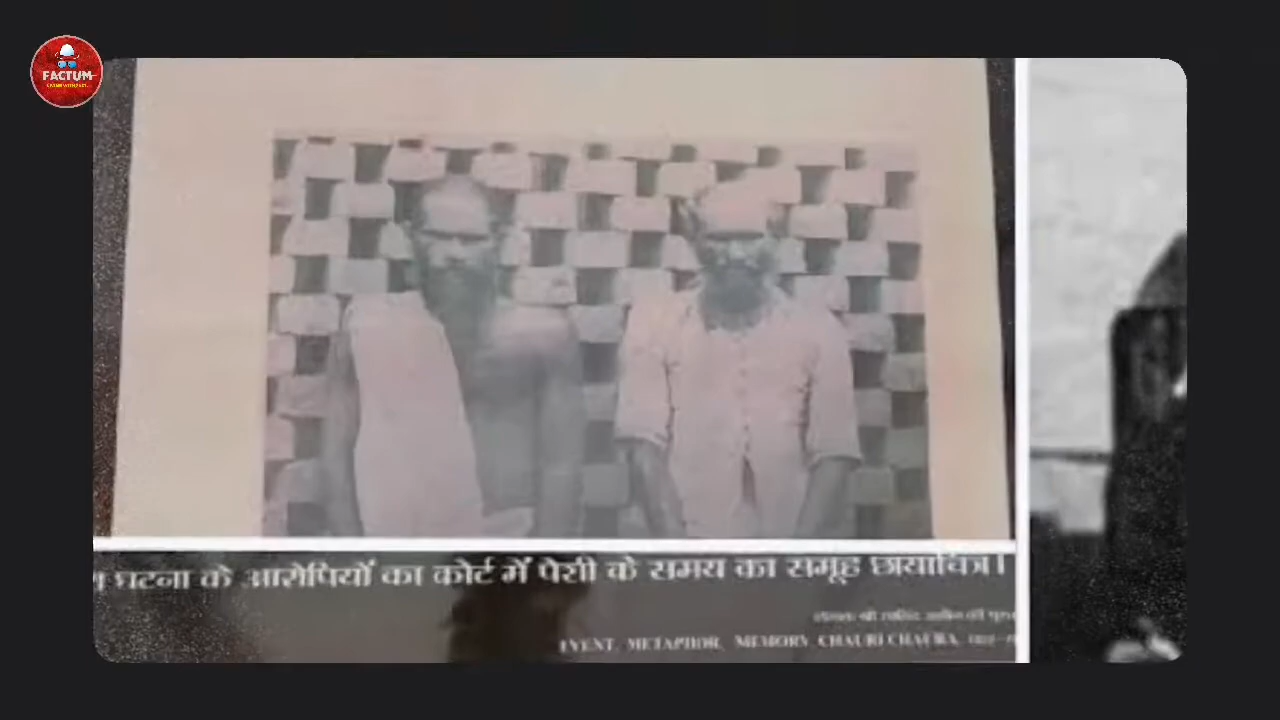 FACTUM
घटना के आरोपियों का कोर्ट में पेसी के समय का समूह छायाचित्र।
EVENT, METAPHOR, MEMORY CHAURI CHAURA,